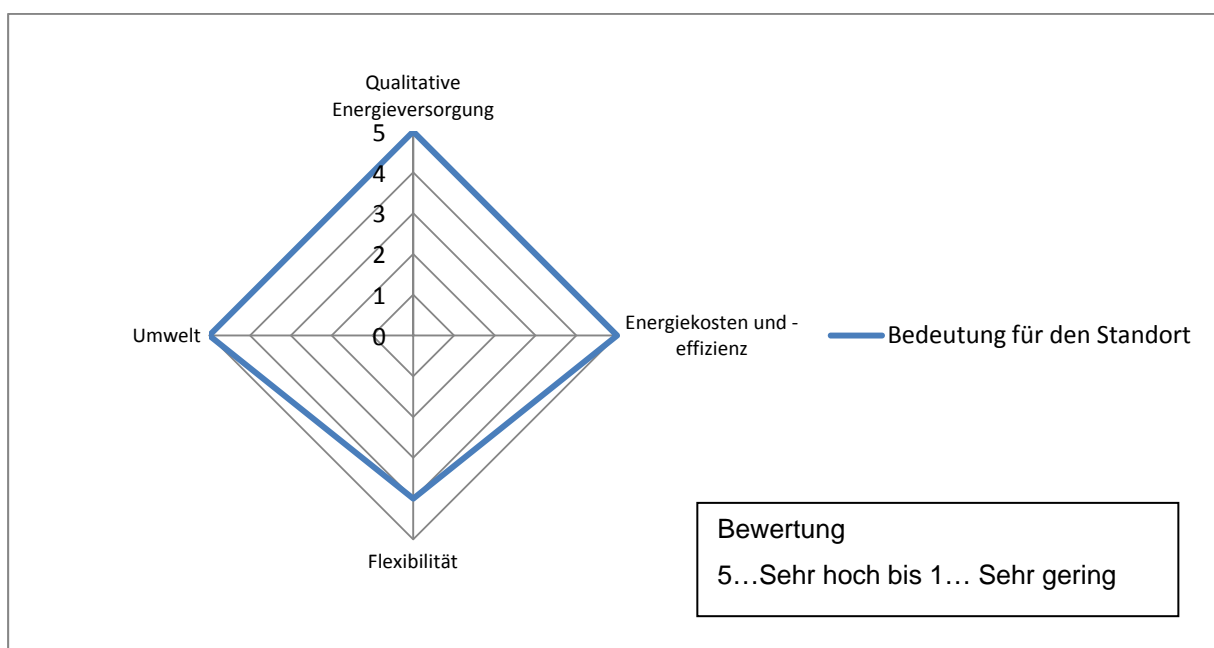 Qualitative
Energieversorgung
5
4
3
2
1
0
Umwelt
Energiekosten und -
effizienz
Bedeutung für den Standort
Flexibilität
Bewertung
5…Sehr hoch bis 1… Sehr gering